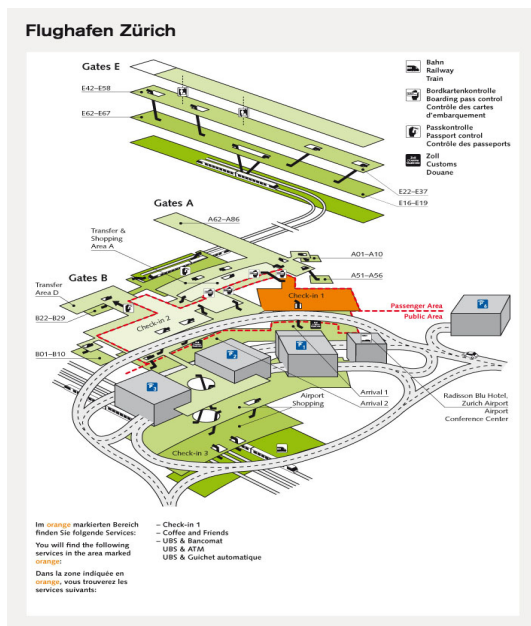 Flughafen Zürich
Gates E
E42–E58
E62–E67
Bahn
Railway
Train
Bordkartenkontrolle
Boarding pass control
Contrôle des cartes
d'embarquement
Passkontrolle
Passport control
Contrôle des passeports
Zoll
Customs
Douane
E22–E37
E16–E19
Gates A
A62–A86
Transfer &
Shopping
Area A
A01–A10
A51–A56
Gates B
Transfer
Area D
B22–B29
B01–B10
Check-in 1
Check-in 2
Passenger Area
Public Area
Arrival 1
Arrival 2
Airport
Shopping
Radisson Blu Hotel,
Zurich Airport
Airport
Conference Center
Check-in 3
Im orange markierten Bereich
finden Sie folgende Services:
You will find the following
services in the area marked
orange:
Dans la zone indiquée en
orange, vous trouverez les
services suivants:
– Check-in 1
– Coffee and Friends
– UBS & Bancomat
UBS & ATM
UBS & Guichet automatique